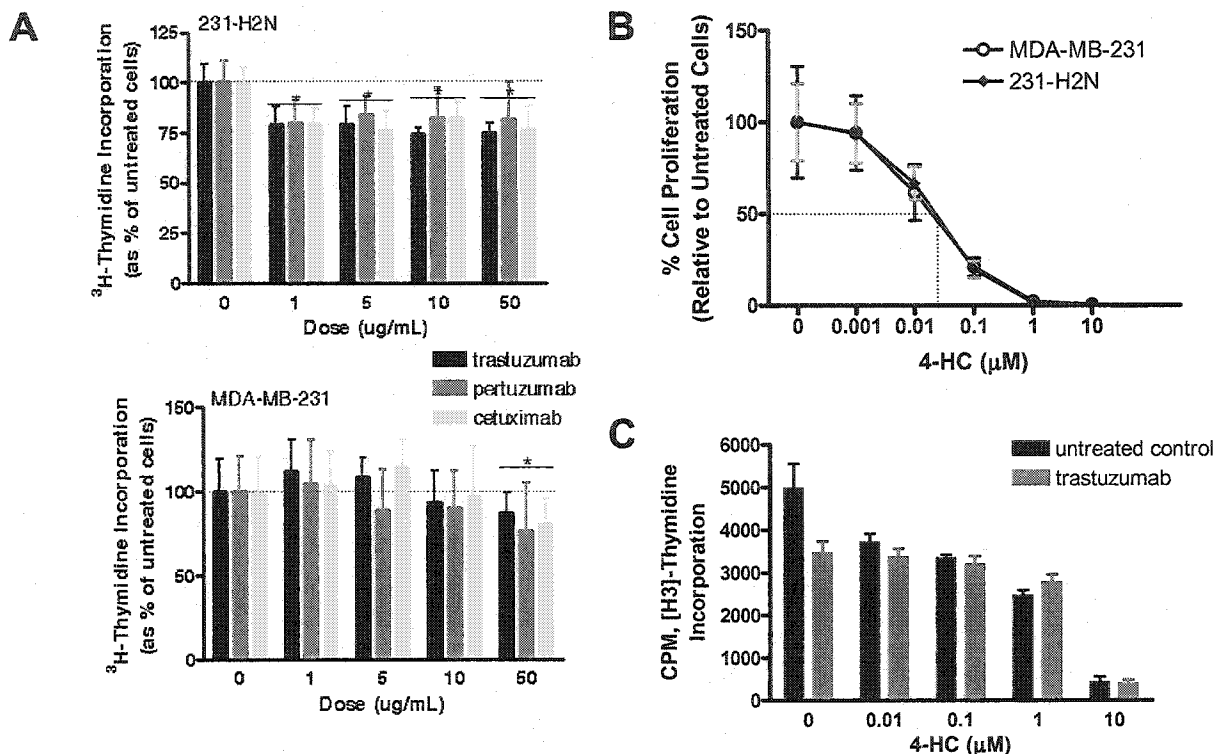 A
231-H2N
³H-Thymidine Incorporation
(as % of untreated cells)
125
100
75
50
25
0
* * * *
0 1 5 10 50
Dose (ug/mL)
trastuzumab
pertuzumab
cetuximab
MDA-MB-231
³H-Thymidine Incorporation
(as % of untreated cells)
150
100
50
0
*
0 1 5 10 50
Dose (ug/mL)
B
MDA-MB-231
231-H2N
% Cell Proliferation
(Relative to Untreated Cells)
150
100
50
0
0 0.001 0.01 0.1 1 10
4-HC (μM)
C
untreated control
trastuzumab
CPM, [H3]-Thymidine
Incorporation
6000
5000
4000
3000
2000
1000
0
0 0.01 0.1 1 10
4-HC (μM)